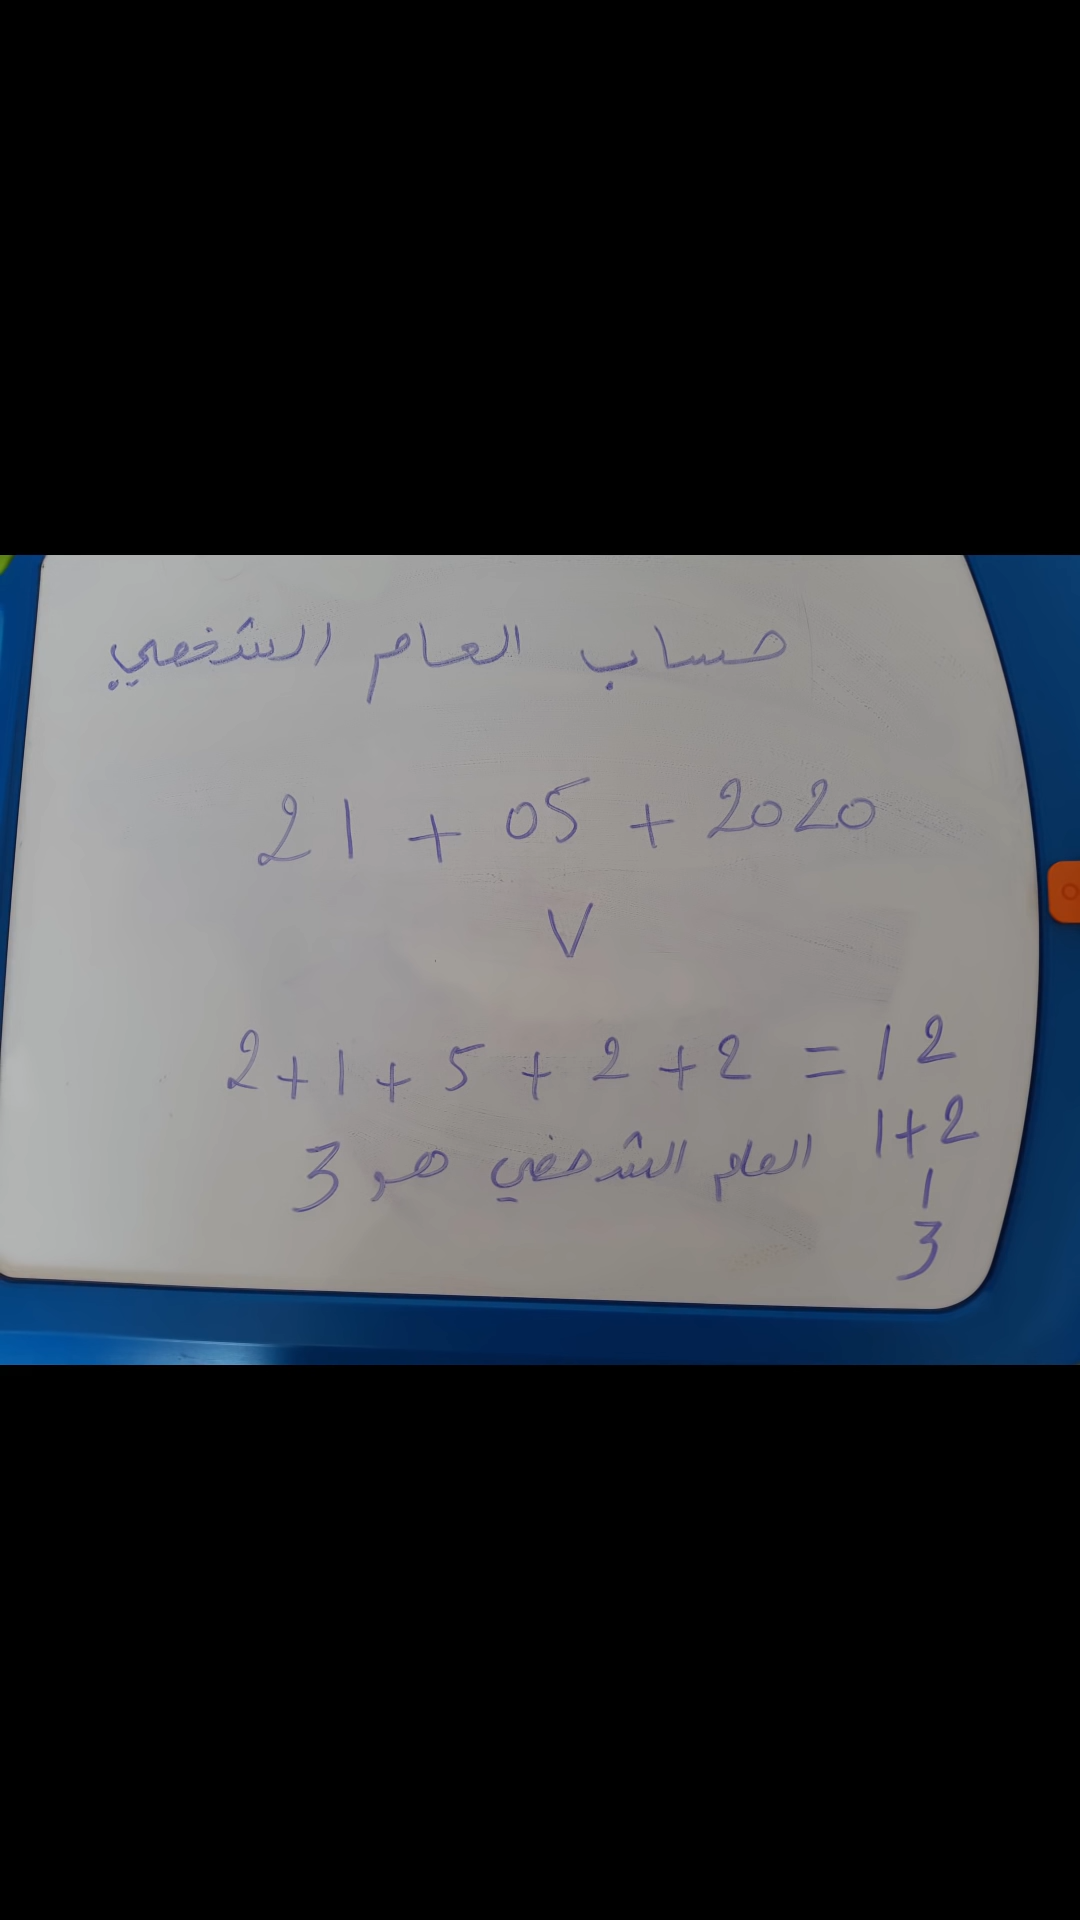 حساب العام الشخصي
21 + 05 + 2020
V
2+1+5+2+2=12
1+2
العام الشخصي هو 3
1
3